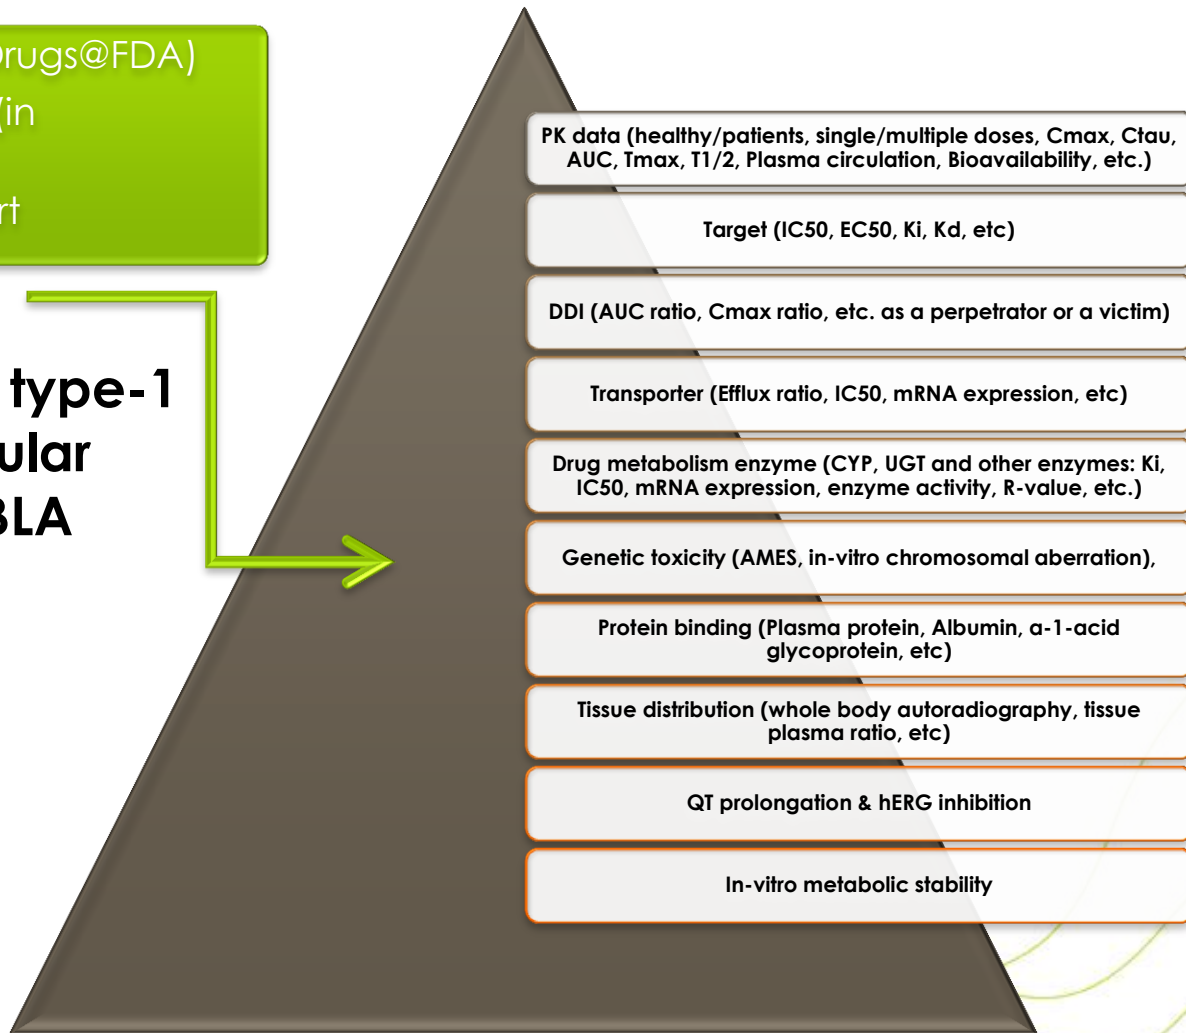 Drugs@FDA)
(in
rt
type-1
ular
BLA
PK data (healthy/patients, single/multiple doses, Cmax, Ctau,
AUC, Tmax, T1/2, Plasma circulation, Bioavailability, etc.)
Target (IC50, EC50, Ki, Kd, etc)
DDI (AUC ratio, Cmax ratio, etc. as a perpetrator or a victim)
Transporter (Efflux ratio, IC50, mRNA expression, etc)
Drug metabolism enzyme (CYP, UGT and other enzymes: Ki,
IC50, mRNA expression, enzyme activity, R-value, etc.)
Genetic toxicity (AMES, in-vitro chromosomal aberration),
Protein binding (Plasma protein, Albumin, a-1-acid
glycoprotein, etc)
Tissue distribution (whole body autoradiography, tissue
plasma ratio, etc)
QT prolongation & hERG inhibition
In-vitro metabolic stability